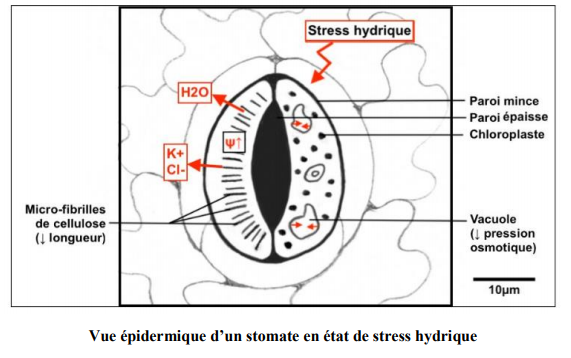 Stress hydrique
H2O
Ψ↑
K+
Cl-
Micro-fibrilles
de cellulose
(↓ longueur)
Paroi mince
Paroi épaisse
Chloroplaste
Vacuole
(↓ pression
osmotique)
10µm
Vue épidermique d’un stomate en état de stress hydrique